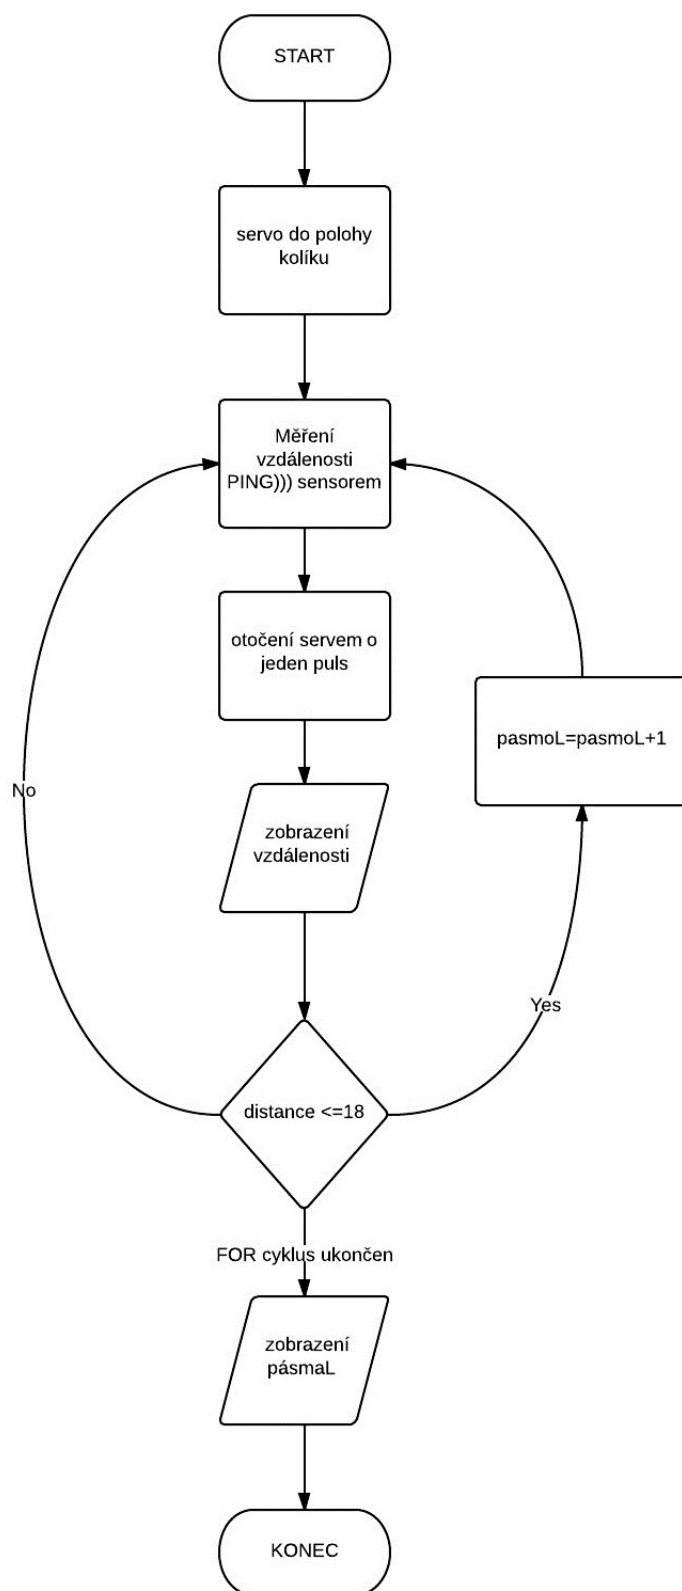 START
servo do polohy
kolíku
Měření
vzdálenosti
PING))) sensorem
otočení servem o
jeden puls
pasmoL=pasmoL+1
No
zobrazení
vzdálenosti
Yes
distance <=18
FOR cyklus ukončen
zobrazení
pásmaL
KONEC